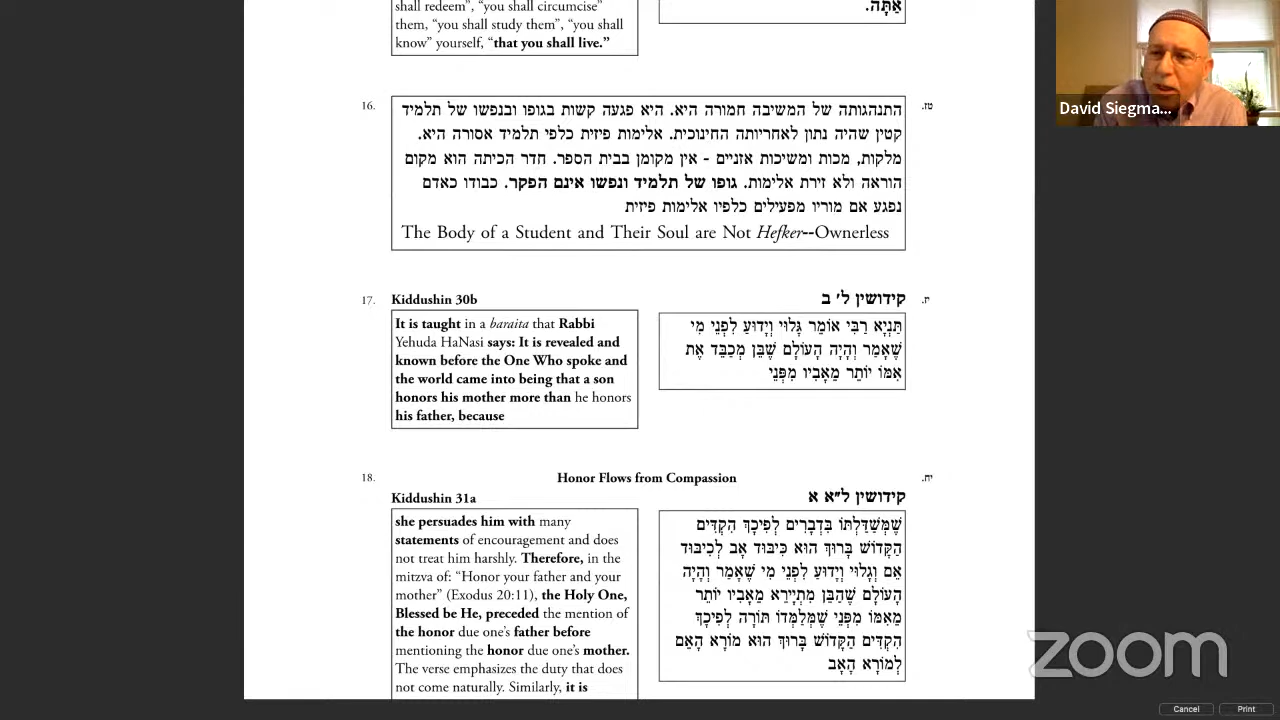 shall redeem”, “you shall circumcise”
them, “you shall study them”, “you shall
know” yourself, “that you shall live.”
אַתָּה.
16.
טז.
התנהגותה של המשיבה חמורה היא. היא פגעה קשות בגופו ובנפשו של תלמיד
קטין שהיה נתון לאחריותה החינוכית. אלימות פיזית כלפי תלמיד אסורה היא.
מלקות, מכות ומשיכות אזניים - אין מקומן בבית הספר. חדר הכיתה הוא מקום
הוראה ולא זירת אלימות. גופו של תלמיד ונפשו אינם הפקר. כבודו כאדם
נפגע אם מוריו מפעילים כלפיו אלימות פיזית
The Body of a Student and Their Soul are Not Hefker--Ownerless
17.
Kiddushin 30b
קידושין ל׳ ב
יז.
It is taught in a baraita that Rabbi
Yehuda HaNasi says: It is revealed and
known before the One Who spoke and
the world came into being that a son
honors his mother more than he honors
his father, because
תַּנְיָא רַבִּי אוֹמֵר גָּלוּי וְיָדוּעַ לִפְנֵי מִי
שֶׁאָמַר וְהָיָה הָעוֹלָם שֶׁבֵּן מְכַבֵּד אֶת
אִמּוֹ יוֹתֵר מֵאָבִיו מִפְּנֵי
18.
Honor Flows from Compassion
יח.
Kiddushin 31a
קידושין ל״א א
she persuades him with many
statements of encouragement and does
not treat him harshly. Therefore, in the
mitzva of: “Honor your father and your
mother” (Exodus 20:11), the Holy One,
Blessed be He, preceded the mention of
the honor due one’s father before
mentioning the honor due one’s mother.
The verse emphasizes the duty that does
not come naturally. Similarly, it is
שֶׁמְּשַׁדַּלְתּוֹ בִּדְבָרִים לְפִיכָךְ הִקְדִּים
הַקָּדוֹשׁ בָּרוּךְ הוּא כִּיבּוּד אָב לְכִיבּוּד
אֵם וְגָלוּי וְיָדוּעַ לִפְנֵי מִי שֶׁאָמַר וְהָיָה
הָעוֹלָם שֶׁהַבֵּן מִתְיָירֵא מֵאָבִיו יוֹתֵר
מֵאִמּוֹ מִפְּנֵי שֶׁמְּלַמְּדוֹ תּוֹרָה לְפִיכָךְ
הִקְדִּים הַקָּדוֹשׁ בָּרוּךְ הוּא מוֹרָא הָאֵם
לְמוֹרָא הָאָב
David Siegma...
zoom
Cancel
Print